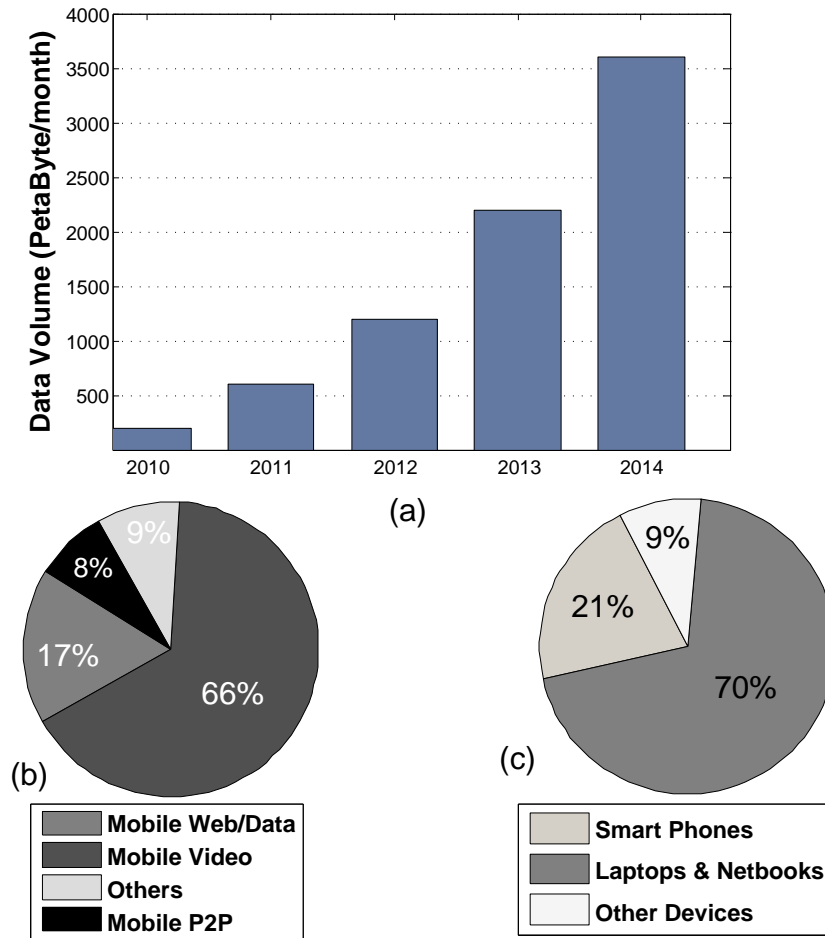 Data Volume (PetaByte/month)
4000
3500
3000
2500
2000
1500
1000
500
2010 2011 2012 2013 2014
(a)
9%
8%
17%
66%
(b)
Mobile Web/Data
Mobile Video
Others
Mobile P2P
9%
21%
70%
(c)
Smart Phones
Laptops & Netbooks
Other Devices